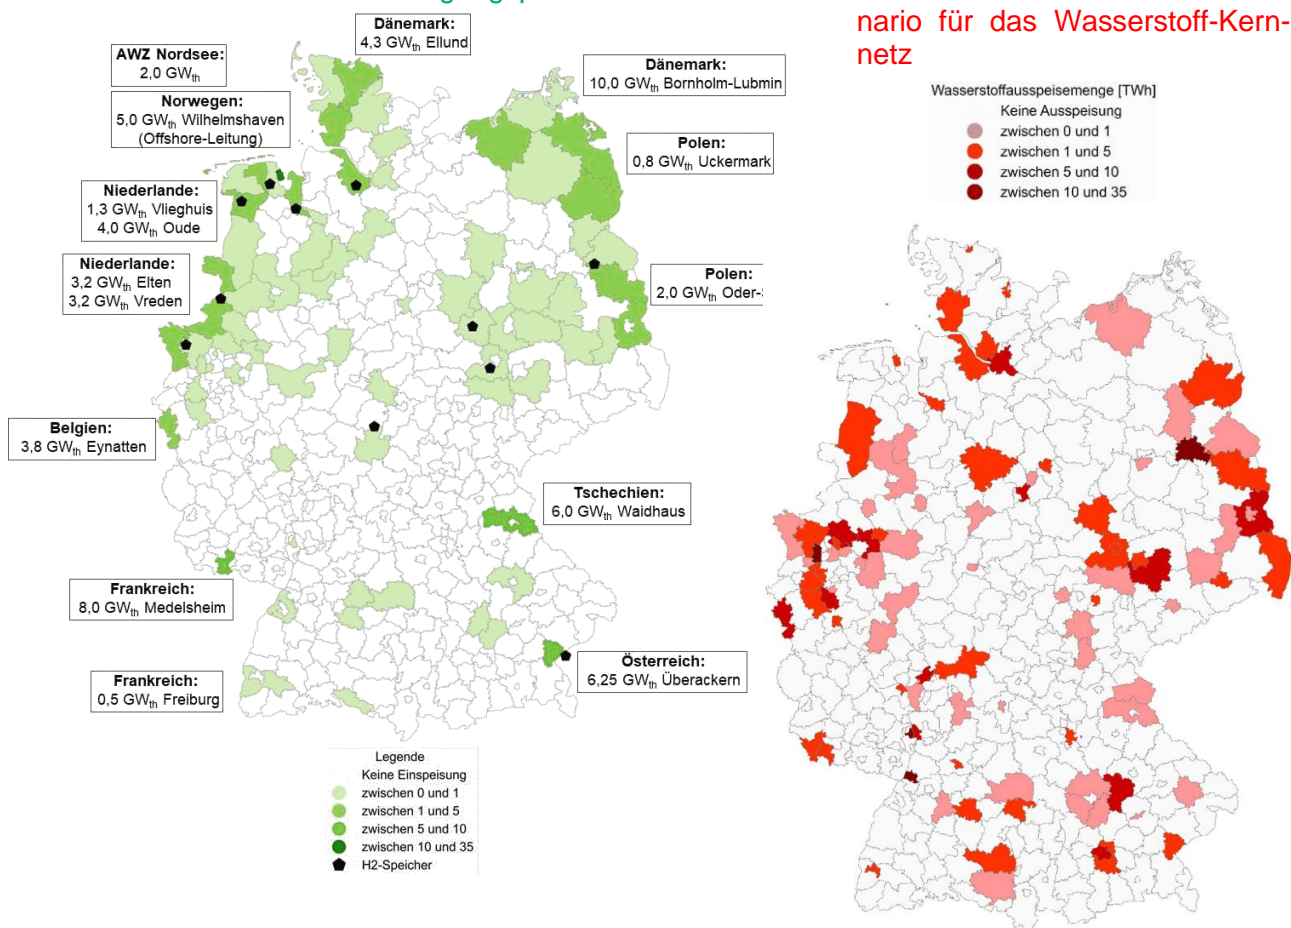 nario für das Wasserstoff-Kern-
netz
Dänemark:
4,3 GWth Ellund
AWZ Nordsee:
2,0 GWth
Dänemark:
10,0 GWth Bornholm-Lubmin
Norwegen:
5,0 GWth Wilhelmshaven
(Offshore-Leitung)
Polen:
0,8 GWth Uckermark
Niederlande:
1,3 GWth Vlieghuis
4,0 GWth Oude
Niederlande:
3,2 GWth Elten
3,2 GWth Vreden
Polen:
2,0 GWth Oder-
Belgien:
3,8 GWth Eynatten
Tschechien:
6,0 GWth Waidhaus
Frankreich:
8,0 GWth Medelsheim
Österreich:
6,25 GWth Überackern
Frankreich:
0,5 GWth Freiburg
Legende
Keine Einspeisung
zwischen 0 und 1
zwischen 1 und 5
zwischen 5 und 10
zwischen 10 und 35
H2-Speicher
Wasserstoffausspeisemenge [TWh]
Keine Ausspeisung
zwischen 0 und 1
zwischen 1 und 5
zwischen 5 und 10
zwischen 10 und 35